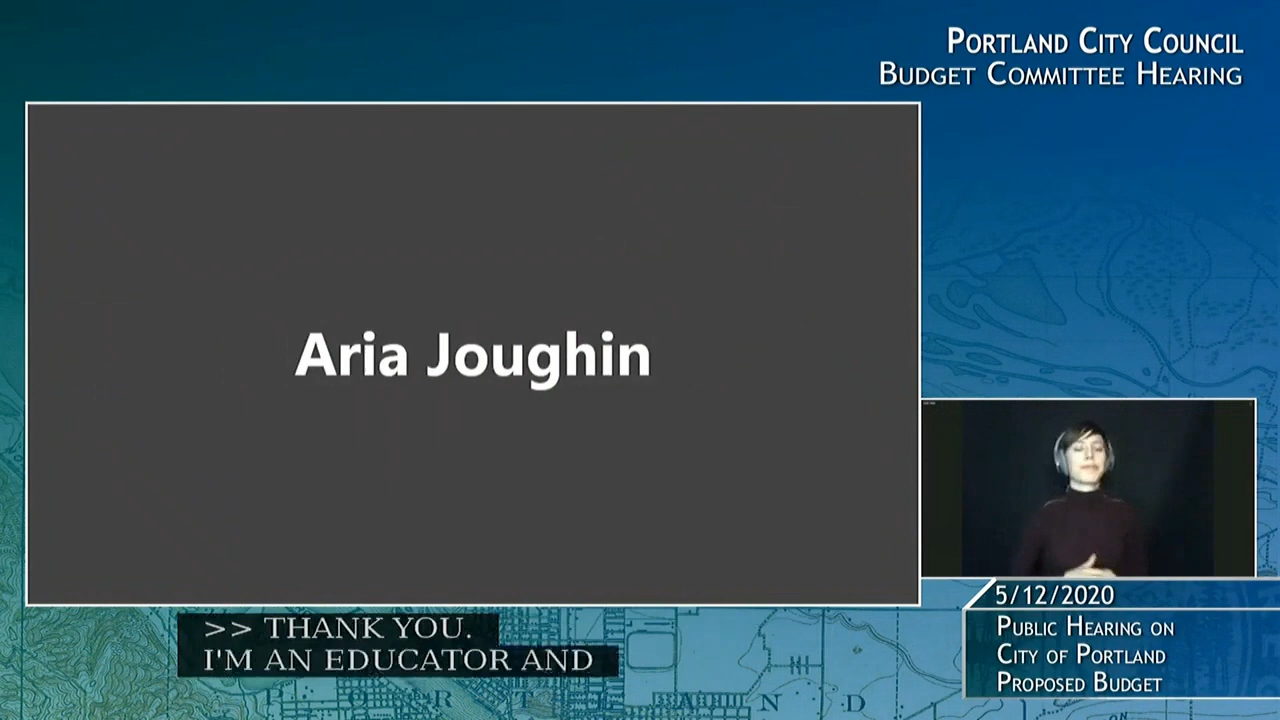 PORTLAND CITY COUNCIL
BUDGET COMMITTEE HEARING
Aria Joughin
>> THANK YOU.
I'M AN EDUCATOR AND
5/12/2020
PUBLIC HEARING ON
CITY OF PORTLAND
PROPOSED BUDGET
P O R T L A N D